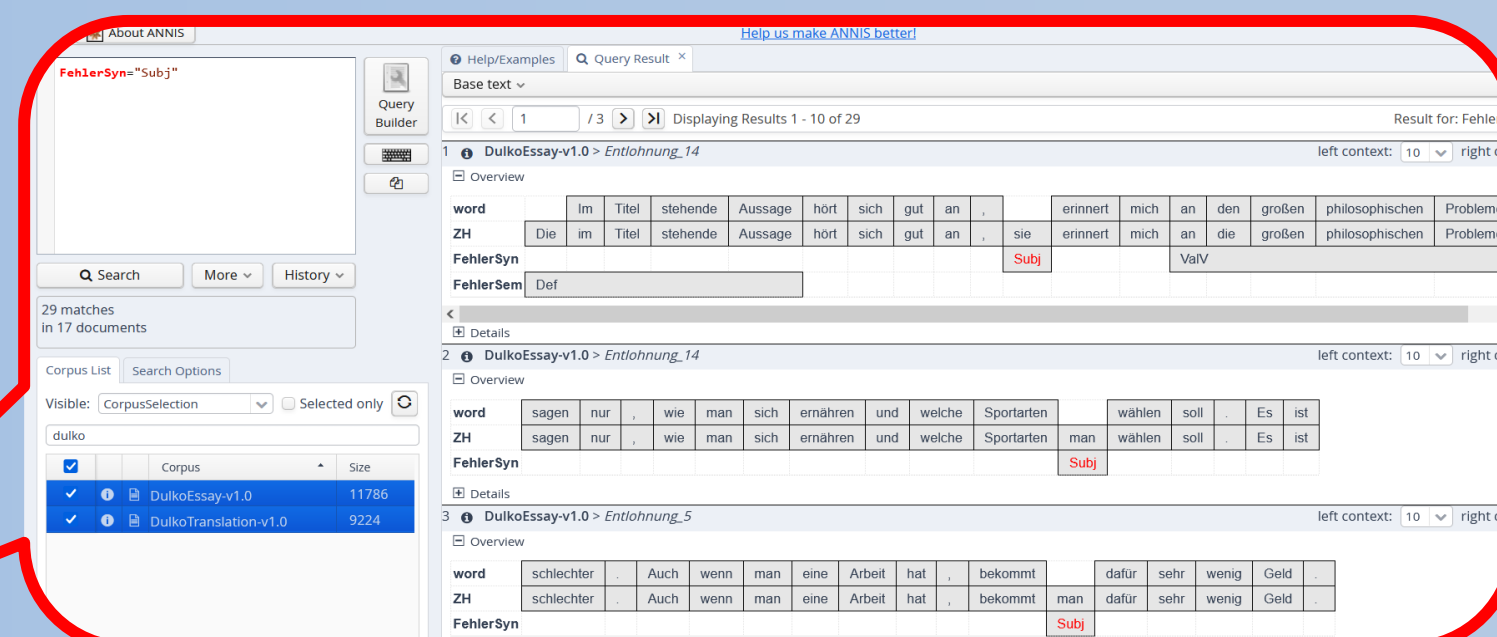 About ANNIS
Help us make ANNIS better!
FehlerSyn="Subj"
Query
Builder
Search More History
29 matches
in 17 documents
Corpus List Search Options
Visible: CorpusSelection Selected only
dulko
Corpus Size
DulkoEssay-v1.0 11786
DulkoTranslation-v1.0 9224
Help/Examples Query Result ×
Base text
1 / 3 Displaying Results 1 - 10 of 29 Result for: Fehler
1 DulkoEssay-v1.0 > Entlohnung_14 left context: 10 right
Overview
word Im Titel stehende Aussage hört sich gut an , erinnert mich an den großen philosophischen Probleme
ZH Die im Titel stehende Aussage hört sich gut an , sie erinnert mich an die großen philosophischen Probleme
FehlerSyn Subj ValV
FehlerSem Def
Details
2 DulkoEssay-v1.0 > Entlohnung_14 left context: 10 right
Overview
word sagen nur , wie man sich ernähren und welche Sportarten wählen soll . Es ist
ZH sagen nur , wie man sich ernähren und welche Sportarten man wählen soll . Es ist
FehlerSyn Subj
Details
3 DulkoEssay-v1.0 > Entlohnung_5 left context: 10 right
Overview
word schlechter . Auch wenn man eine Arbeit hat , bekommt dafür sehr wenig Geld .
ZH schlechter . Auch wenn man eine Arbeit hat , bekommt man dafür sehr wenig Geld .
FehlerSyn Subj